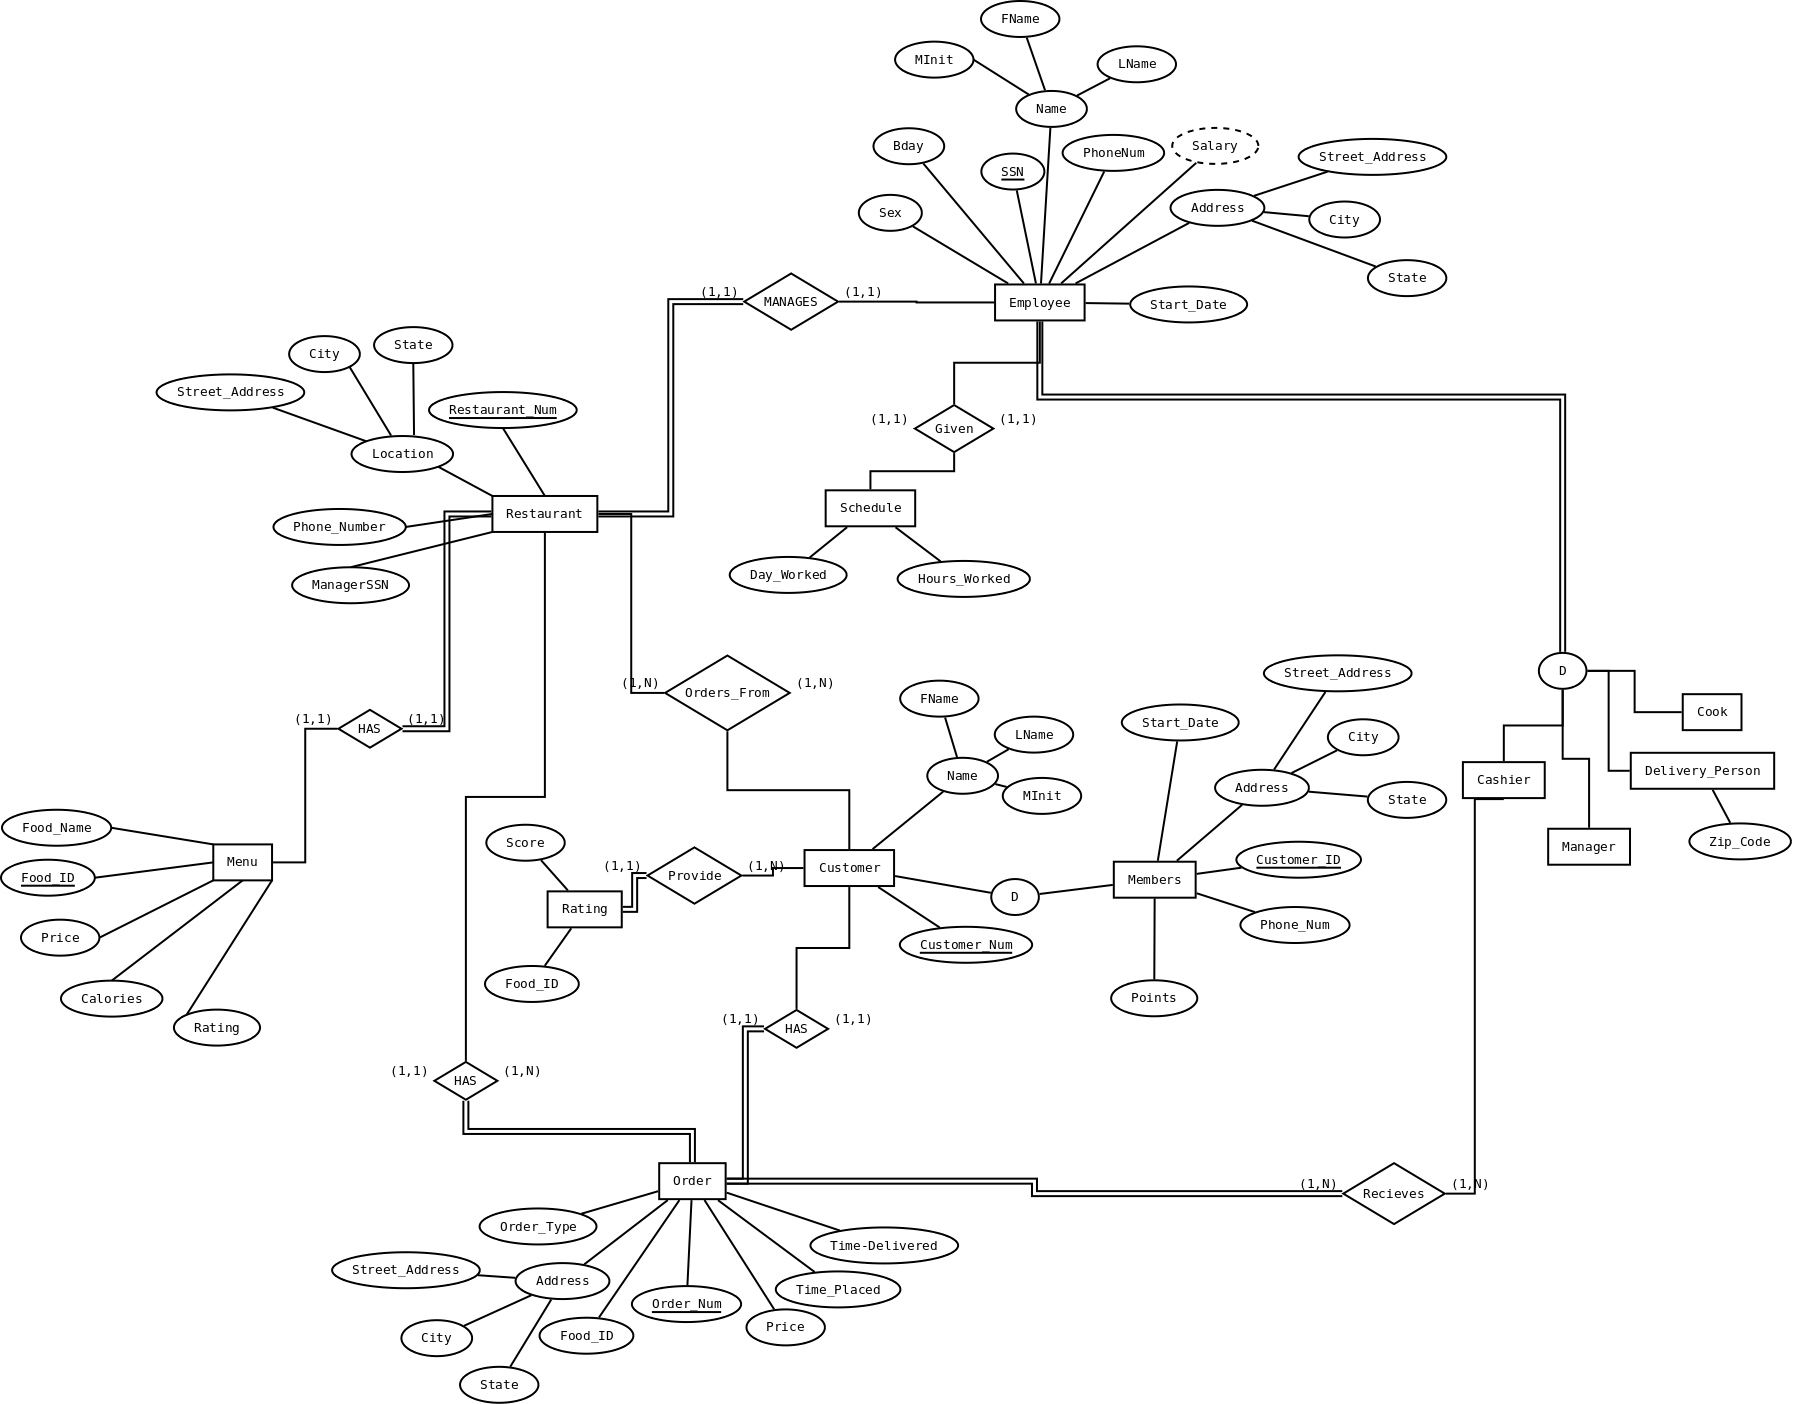 FName
MInit
LName
Name
Bday
SSN
PhoneNum
Salary
Street_Address
Sex
Address
City
State
(1,1)
MANAGES
(1,1)
Employee
Start_Date
City
State
Street_Address
Restaurant_Num
Location
(1,1)
Given
(1,1)
Phone_Number
Restaurant
Schedule
ManagerSSN
Day_Worked
Hours_Worked
(1,N)
Orders_From
(1,N)
FName
LName
Name
MInit
Start_Date
Street_Address
City
Address
State
D
Cook
Cashier
Delivery_Person
Manager
Zip_Code
(1,1)
HAS
(1,1)
Food_Name
Menu
Food_ID
Price
Calories
Rating
Score
(1,1)
Provide
(1,N)
Customer
Rating
Food_ID
D
Members
Customer_ID
Phone_Num
Customer_Num
Points
(1,1)
HAS
(1,1)
(1,1)
HAS
(1,N)
Order
(1,N)
Recieves
(1,N)
Order_Type
Time-Delivered
Street_Address
Address
Time_Placed
Order_Num
City
Food_ID
Price
State